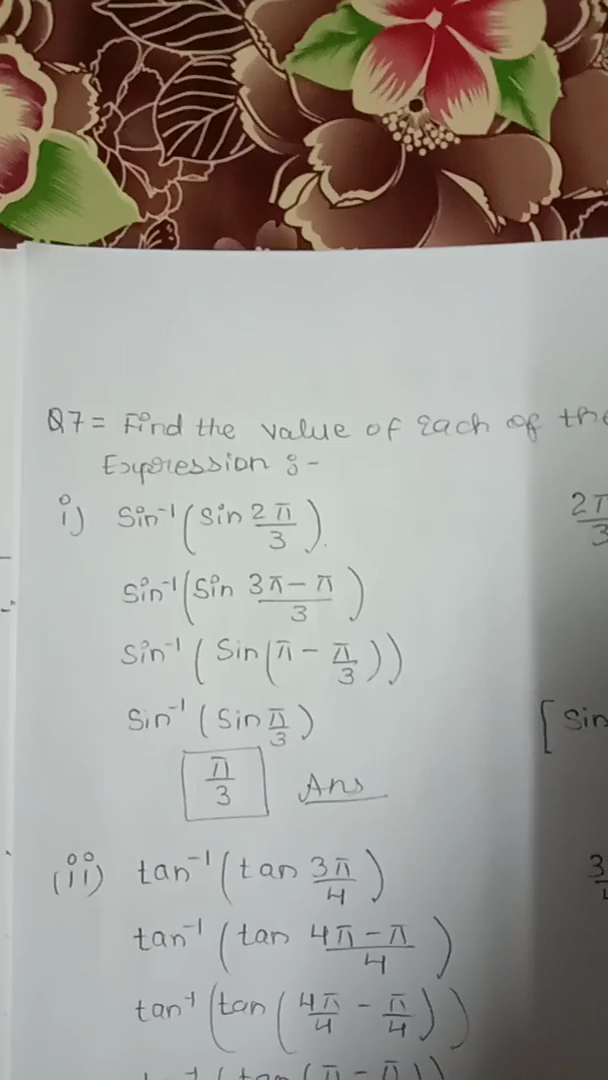 Q7 = Find the value of Each of the
Expression :-
i) Sin⁻¹(Sin 2π/3)
2π/3
Sin⁻¹(Sin 3π-π/3)
Sin⁻¹(Sin(π - π/3))
Sin⁻¹(Sin π/3)
[Sin
π/3 Ans
(ii) tan⁻¹(tan 3π/4)
3
tan⁻¹(tan 4π-π/4)
tan⁻¹(tan(4π/4 - π/4))